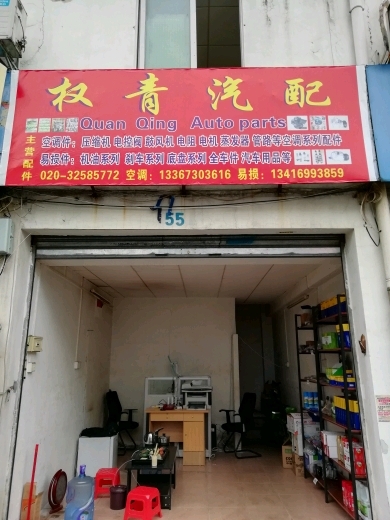 权青汽配
Quan Qing Auto parts
主营配件
空调件：压缩机 电控阀 鼓风机 电阻 电机 蒸发器 管路等空调系列配件
易损件：机油系列 刹车系列 底盘系列 全车件 汽车用品等
020-32585772 空调：13367303616 易损：13416993859
55